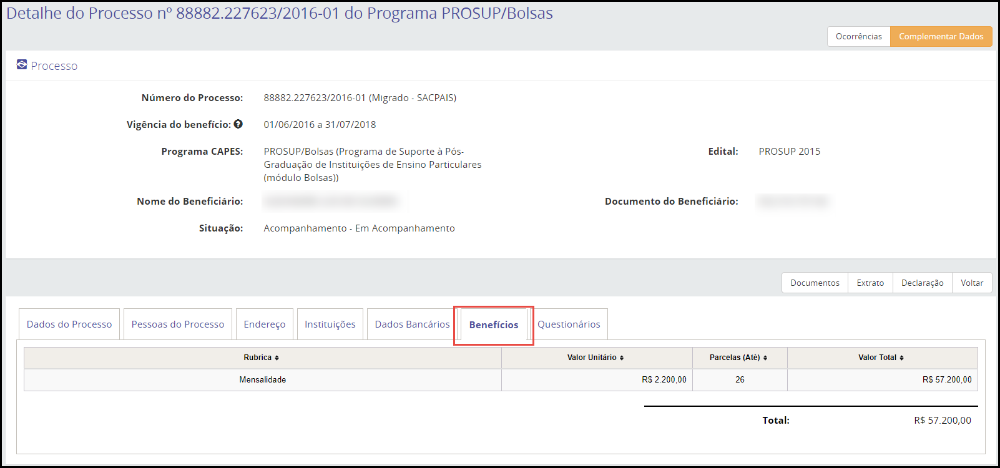 Detalhe do Processo nº 88882.227623/2016-01 do Programa PROSUP/Bolsas
Ocorrências Complementar Dados
Processo
Número do Processo: 88882.227623/2016-01 (Migrado - SACPAIS)
Vigência do benefício: 01/06/2016 a 31/07/2018
Programa CAPES: PROSUP/Bolsas (Programa de Suporte à Pós-
Graduação de Instituições de Ensino Particulares
(módulo Bolsas))
Edital: PROSUP 2015
Nome do Beneficiário: Documento do Beneficiário:
Situação: Acompanhamento - Em Acompanhamento
Documentos Extrato Declaração Voltar
Dados do Processo Pessoas do Processo Endereço Instituições Dados Bancários Benefícios Questionários
Rubrica Valor Unitário Parcelas (Até) Valor Total
Mensalidade R$ 2.200,00 26 R$ 57.200,00
Total: R$ 57.200,00